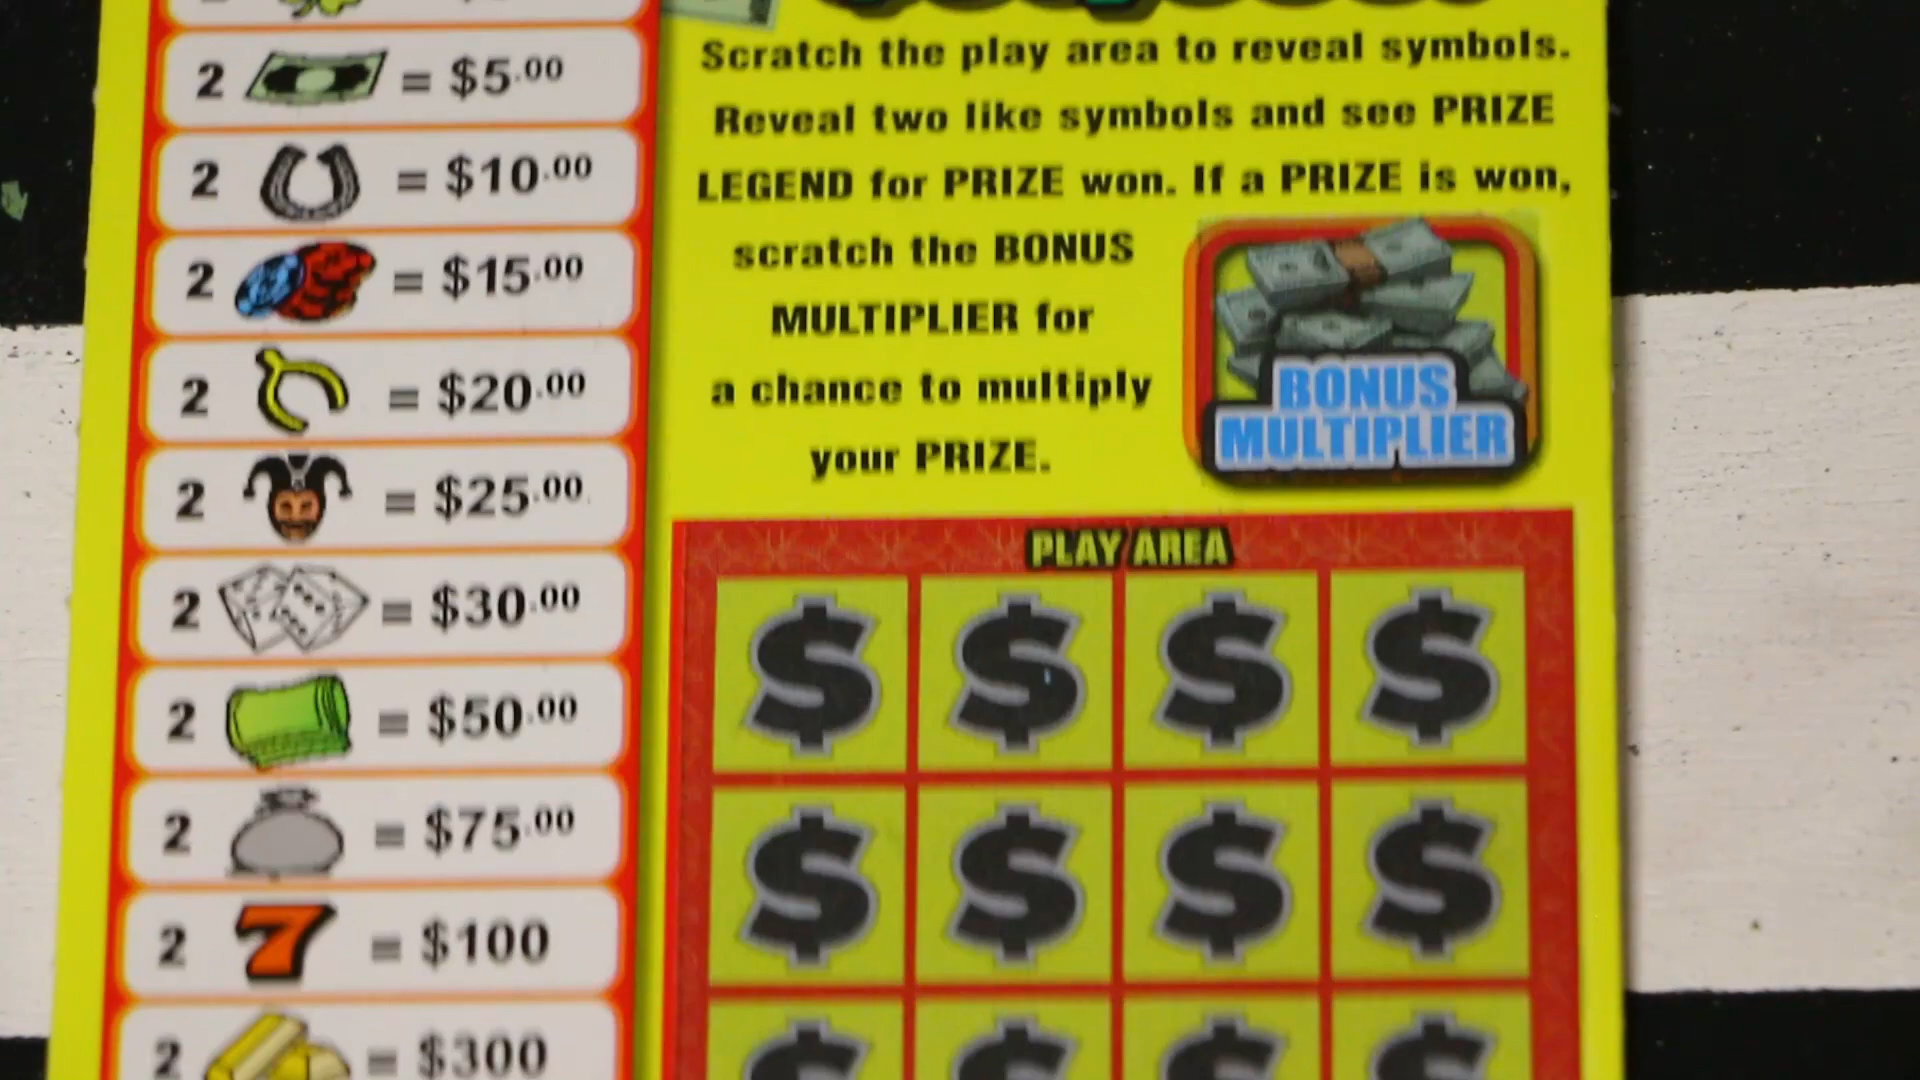 2 = $5.00
2 = $10.00
2 = $15.00
2 = $20.00
2 = $25.00
2 = $30.00
2 = $50.00
2 = $75.00
2 = $100
2 = $300
Scratch the play area to reveal symbols.
Reveal two like symbols and see PRIZE
LEGEND for PRIZE won. If a PRIZE is won,
scratch the BONUS
MULTIPLIER for
a chance to multiply
your PRIZE.
BONUS
MULTIPLIER
PLAY AREA
$ $ $ $
$ $ $ $
$ $ $ $